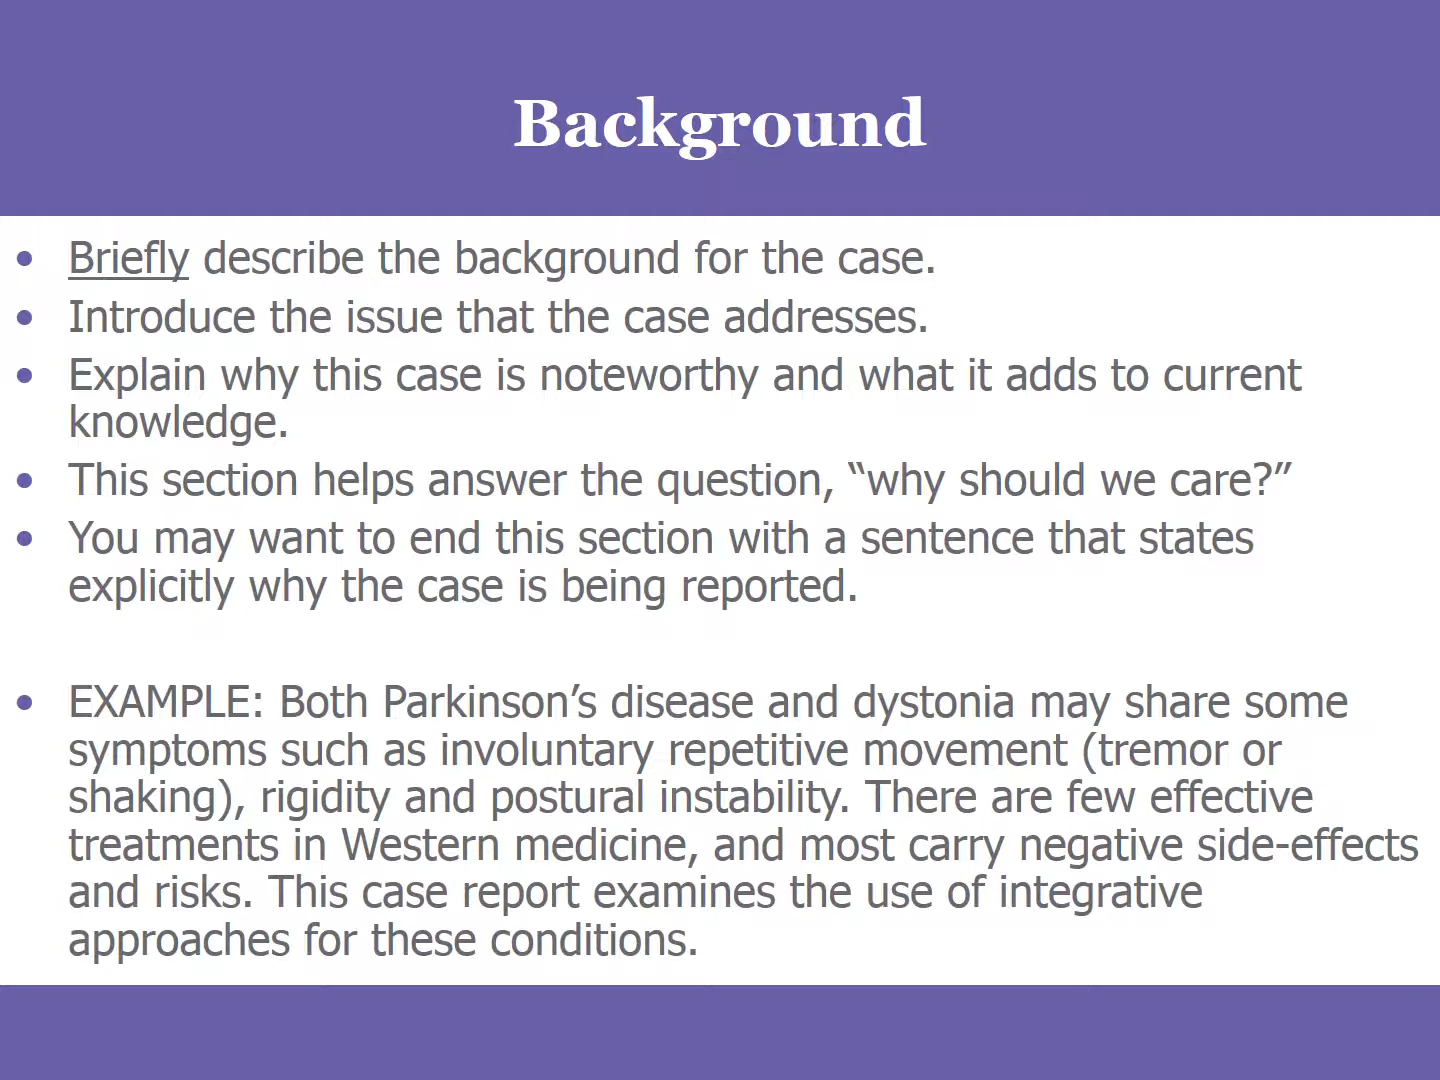 Background
• Briefly describe the background for the case.
• Introduce the issue that the case addresses.
• Explain why this case is noteworthy and what it adds to current
knowledge.
• This section helps answer the question, “why should we care?”
• You may want to end this section with a sentence that states
explicitly why the case is being reported.
• EXAMPLE: Both Parkinson’s disease and dystonia may share some
symptoms such as involuntary repetitive movement (tremor or
shaking), rigidity and postural instability. There are few effective
treatments in Western medicine, and most carry negative side-effects
and risks. This case report examines the use of integrative
approaches for these conditions.